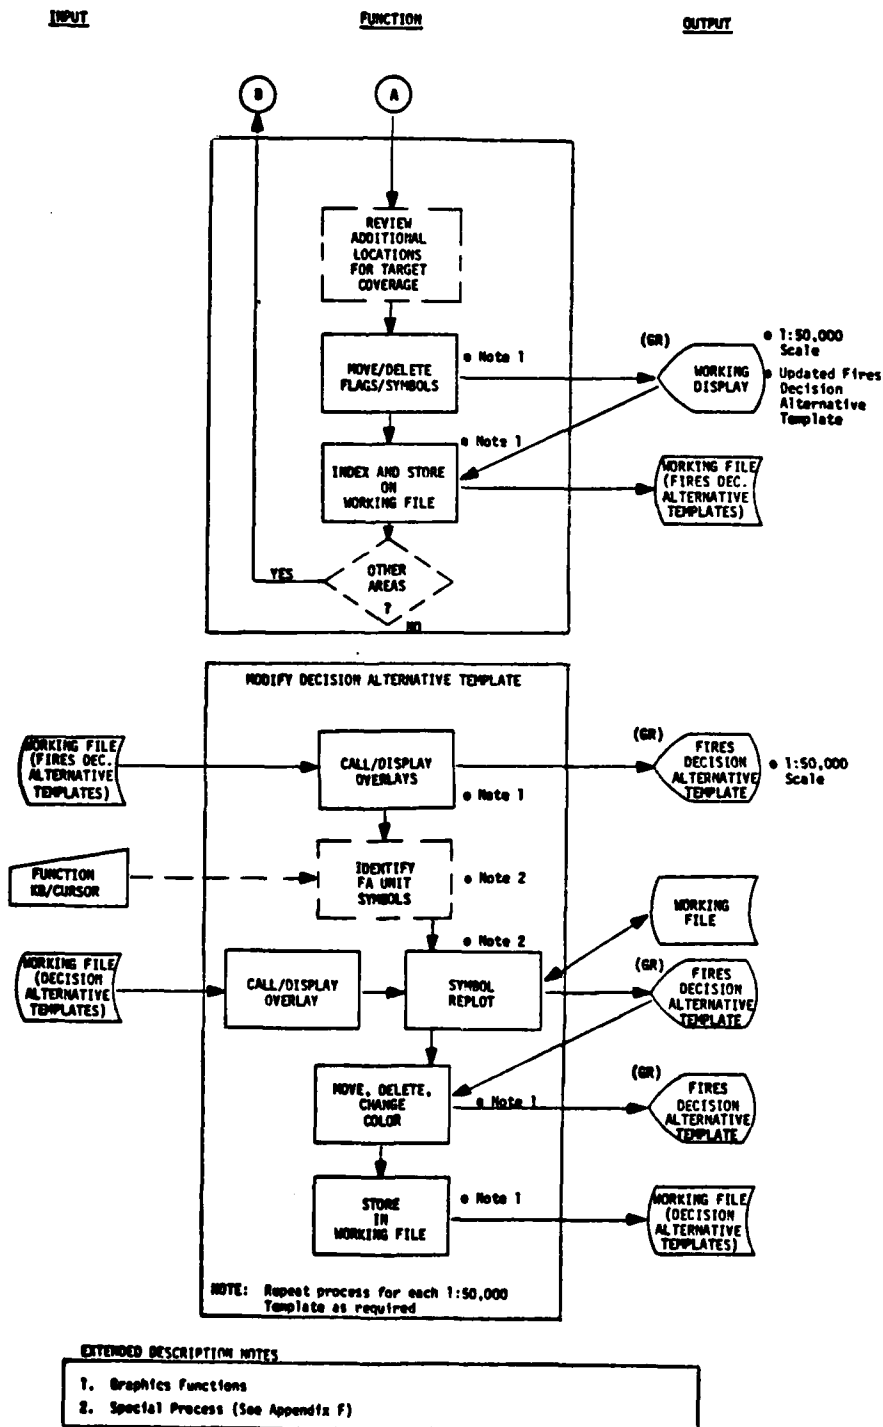 INPUT
FUNCTION
OUTPUT
B
A
REVIEW
ADDITIONAL
LOCATIONS
FOR TARGET
COVERAGE
MOVE/DELETE
FLAGS/SYMBOLS
● Note 1
(GR)
WORKING
DISPLAY
● 1:50,000
Scale
● Updated Fires
Decision
Alternative
Template
● Note 1
INDEX AND STORE
ON
WORKING FILE
WORKING FILE
(FIRES DEC.
ALTERNATIVE
TEMPLATES)
YES
OTHER
AREAS
?
NO
MODIFY DECISION ALTERNATIVE TEMPLATE
WORKING FILE
(FIRES DEC.
ALTERNATIVE
TEMPLATES)
CALL/DISPLAY
OVERLAYS
● Note 1
(GR)
FIRES
DECISION
ALTERNATIVE
TEMPLATE
● 1:50,000
Scale
FUNCTION
KB/CURSOR
IDENTIFY
FA UNIT
SYMBOLS
● Note 2
● Note 2
WORKING
FILE
WORKING FILE
(DECISION
ALTERNATIVE
TEMPLATES)
CALL/DISPLAY
OVERLAY
SYMBOL
REPLOT
(GR)
FIRES
DECISION
ALTERNATIVE
TEMPLATE
MOVE, DELETE,
CHANGE
COLOR
● Note 1
(GR)
FIRES
DECISION
ALTERNATIVE
TEMPLATE
STORE
IN
WORKING FILE
● Note 1
WORKING FILE
(DECISION
ALTERNATIVE
TEMPLATES)
NOTE: Repeat process for each 1:50,000
Template as required
EXTENDED DESCRIPTION NOTES
1. Graphics Functions
2. Special Process (See Appendix F)